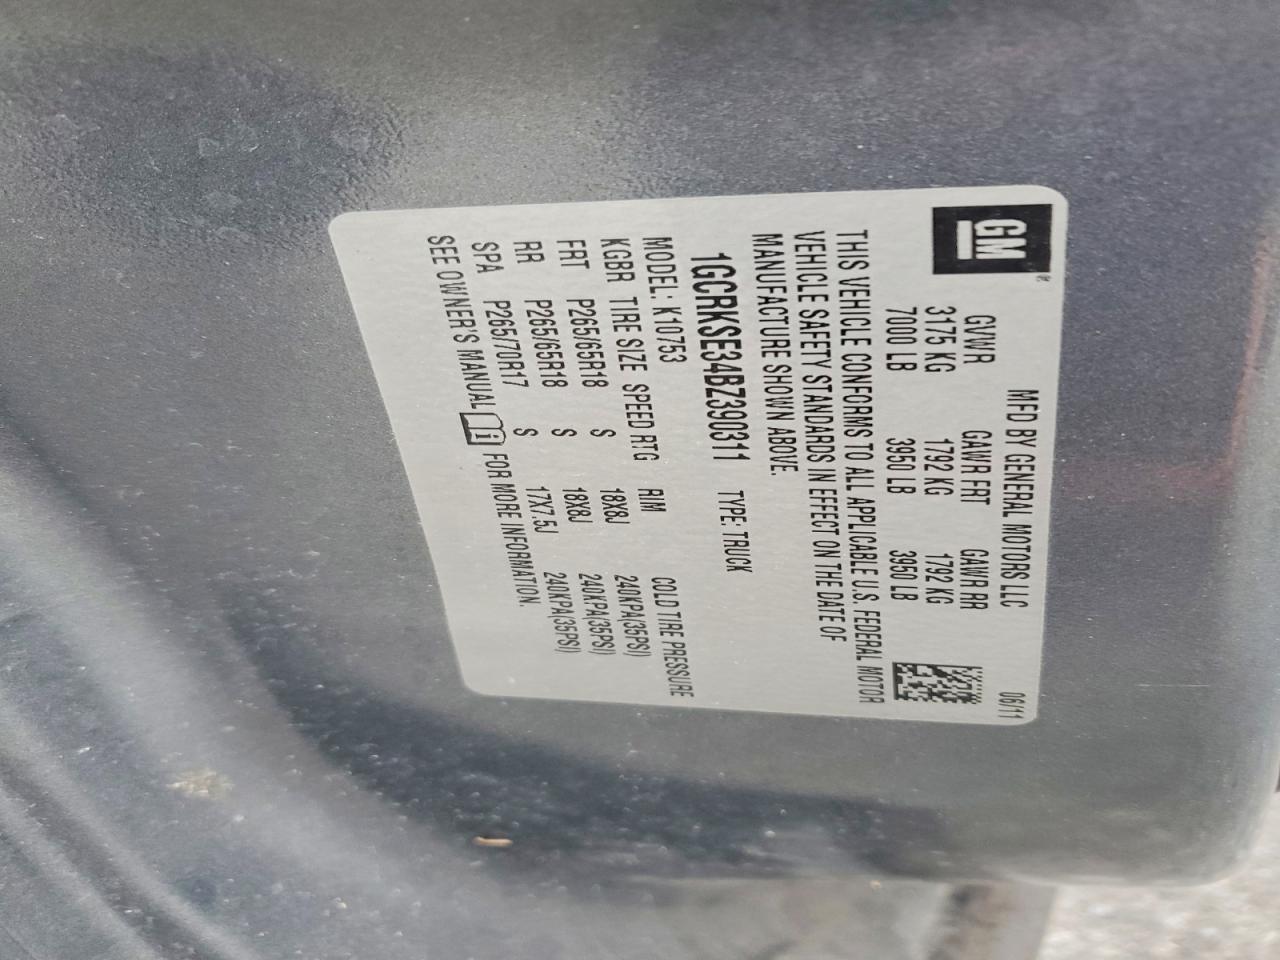 GM
MFD BY GENERAL MOTORS LLC 06/11
GVWR GAWR FRT GAWR RR
3175 KG 1792 KG 1792 KG
7000 LB 3950 LB 3950 LB
THIS VEHICLE CONFORMS TO ALL APPLICABLE U.S. FEDERAL MOTOR
VEHICLE SAFETY STANDARDS IN EFFECT ON THE DATE OF
MANUFACTURE SHOWN ABOVE.
1GCRKSE34BZ390311 TYPE: TRUCK
MODEL: K10753
KGBR TIRE SIZE SPEED RTG RIM COLD TIRE PRESSURE
FRT P265/65R18 S 18X8J 240KPA(35PSI)
RR P265/65R18 S 18X8J 240KPA(35PSI)
SPA P265/70R17 S 17X7.5J 240KPA(35PSI)
SEE OWNER'S MANUAL FOR MORE INFORMATION.